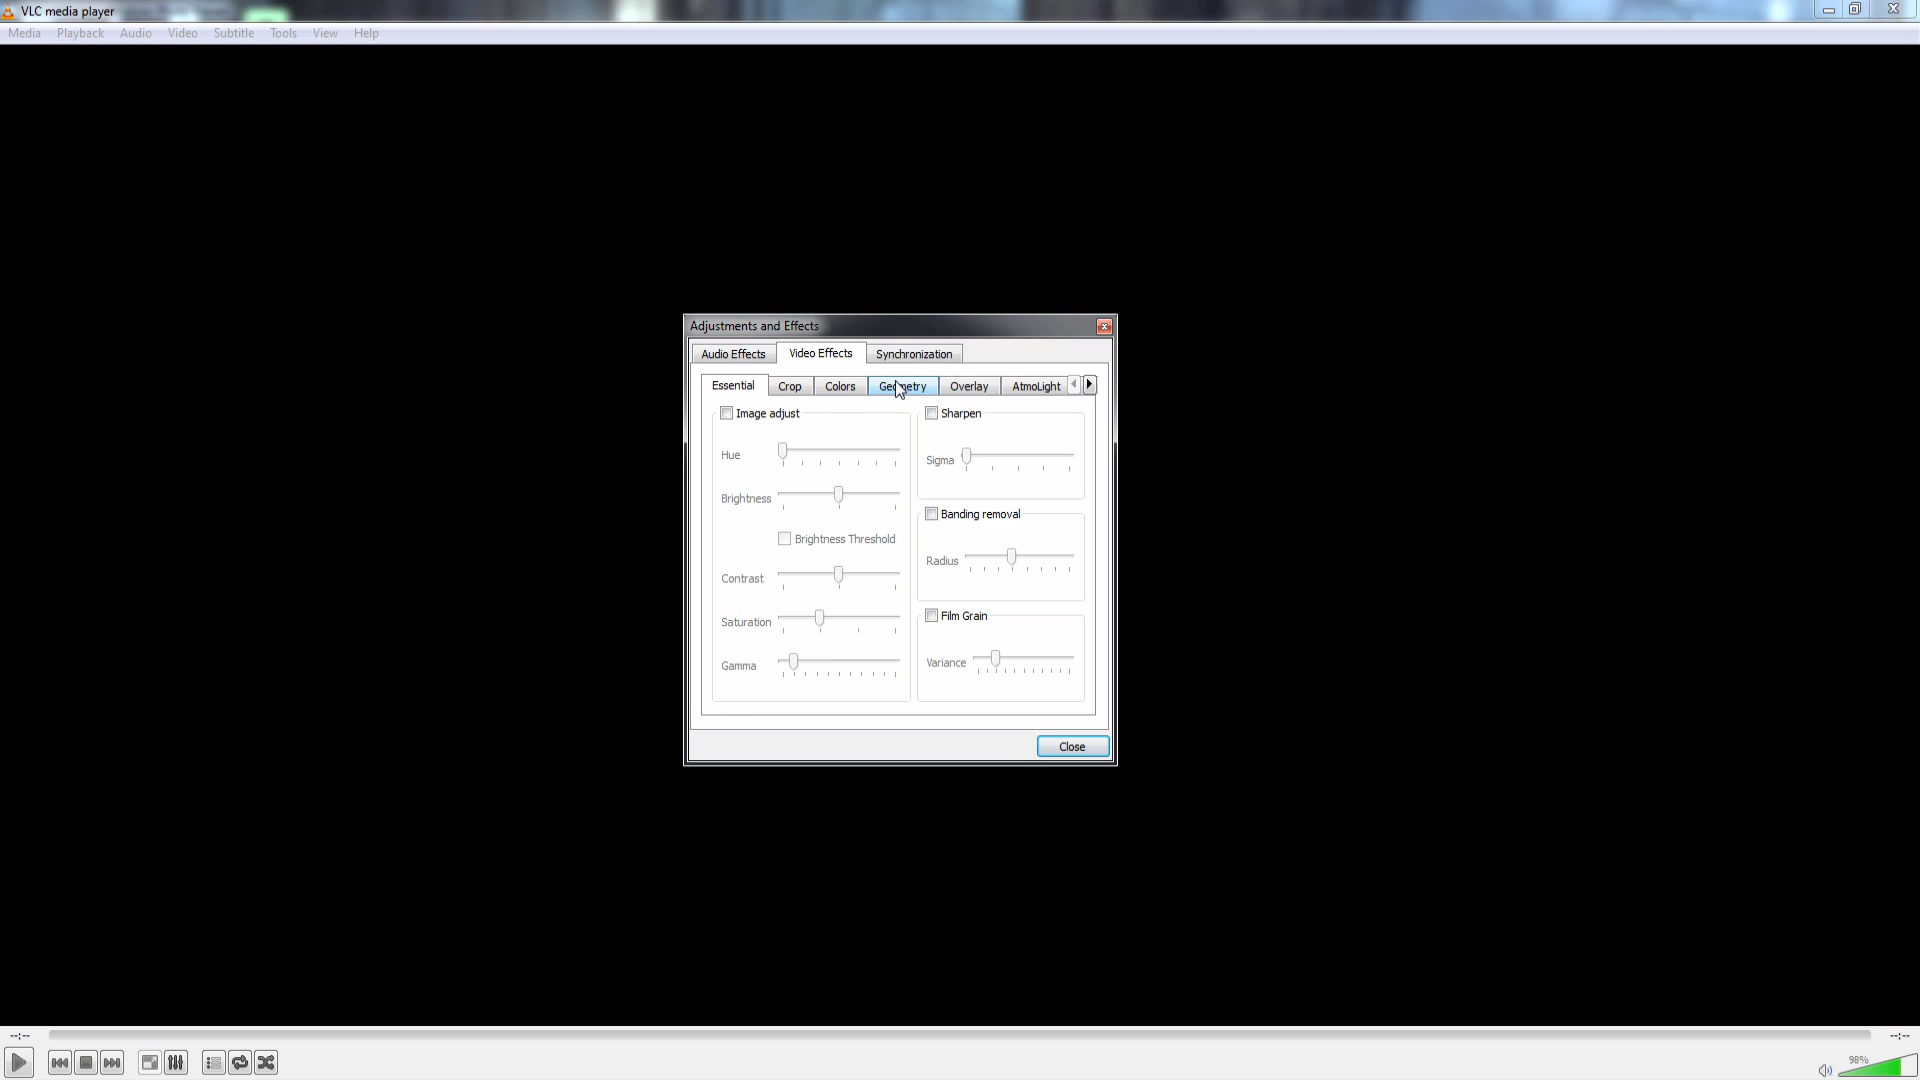 VLC media player
Media Playback Audio Video Subtitle Tools View Help
Adjustments and Effects
Audio Effects Video Effects Synchronization
Essential Crop Colors Geometry Overlay AtmoLight
Image adjust
Hue
Brightness
Brightness Threshold
Contrast
Saturation
Gamma
Sharpen
Sigma
Banding removal
Radius
Film Grain
Variance
Close
--:-- --:--
98%